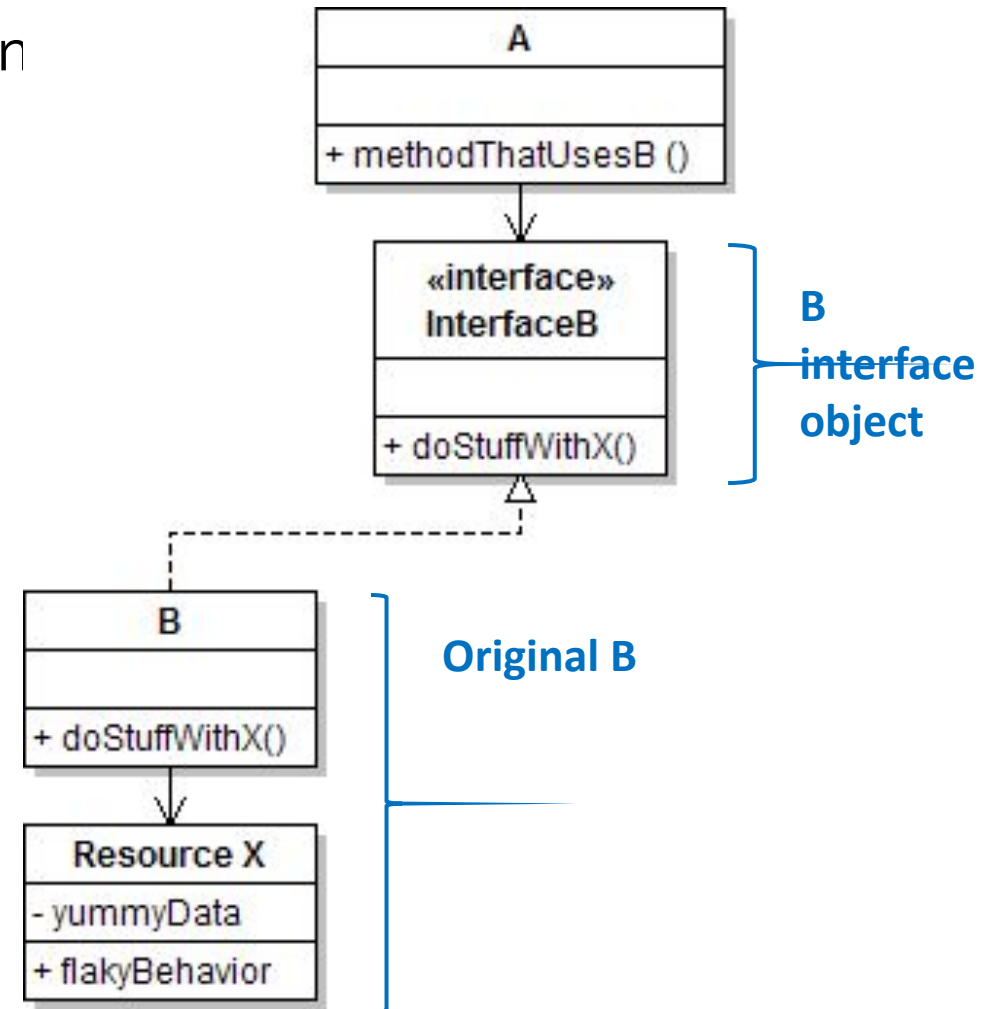 n
A
+ methodThatUsesB ()
«interface»
InterfaceB
+ doStuffWithX()
B
interface
object
B
+ doStuffWithX()
Original B
Resource X
- yummyData
+ flakyBehavior